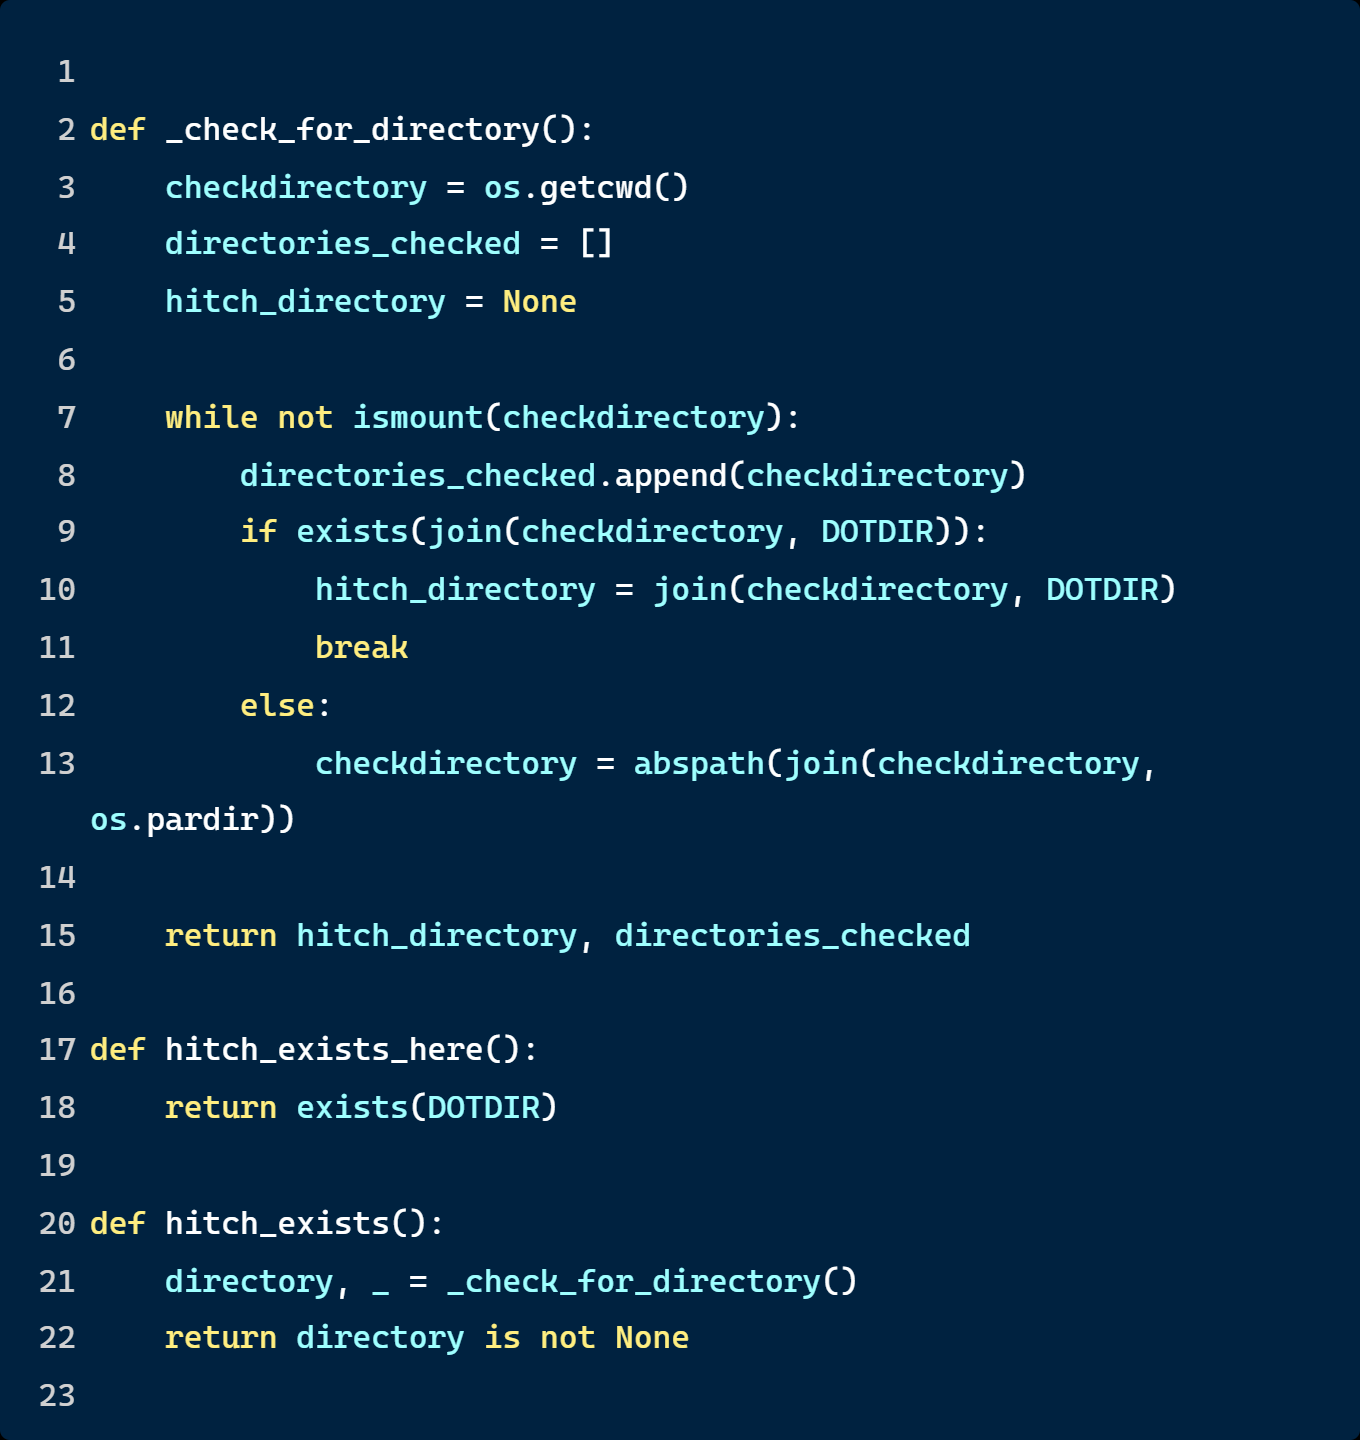 1
2 def _check_for_directory():
3     checkdirectory = os.getcwd()
4     directories_checked = []
5     hitch_directory = None
6
7     while not ismount(checkdirectory):
8         directories_checked.append(checkdirectory)
9         if exists(join(checkdirectory, DOTDIR)):
10             hitch_directory = join(checkdirectory, DOTDIR)
11             break
12         else:
13             checkdirectory = abspath(join(checkdirectory,
os.pardir))
14
15     return hitch_directory, directories_checked
16
17 def hitch_exists_here():
18     return exists(DOTDIR)
19
20 def hitch_exists():
21     directory, _ = _check_for_directory()
22     return directory is not None
23